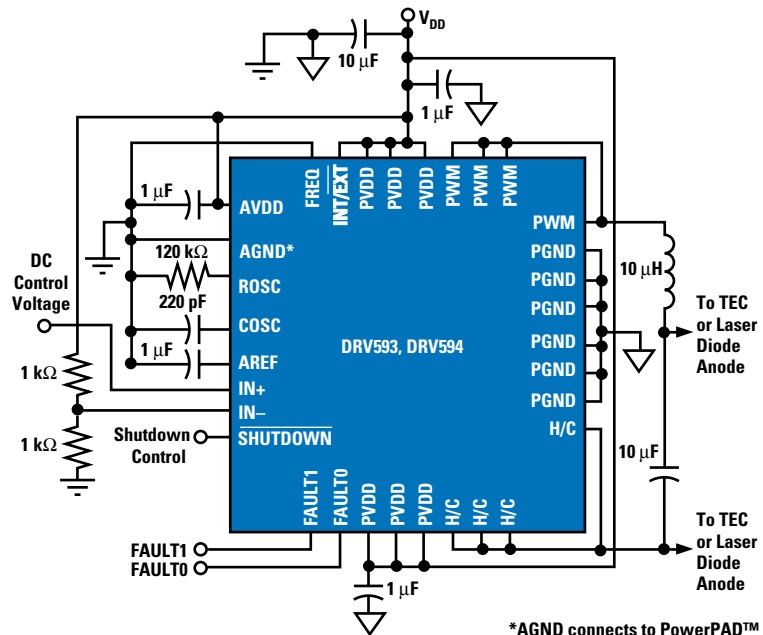 V_DD
10 μF
1 μF
1 μF
FREQ
INT/EXT
PVDD
PVDD
PVDD
PWM
PWM
PWM
AVDD
PWM
AGND*
PGND
120 kΩ
10 μH
DC
Control
Voltage
ROSC
PGND
220 pF
PGND
To TEC
or Laser
Diode
Anode
COSC
DRV593, DRV594
PGND
1 μF
AREF
PGND
1 kΩ
IN+
PGND
IN–
H/C
Shutdown
Control
SHUTDOWN
1 kΩ
10 μF
FAULT1
FAULT0
PVDD
PVDD
PVDD
H/C
H/C
H/C
To TEC
or Laser
Diode
Anode
FAULT1
FAULT0
1 μF
*AGND connects to PowerPAD™